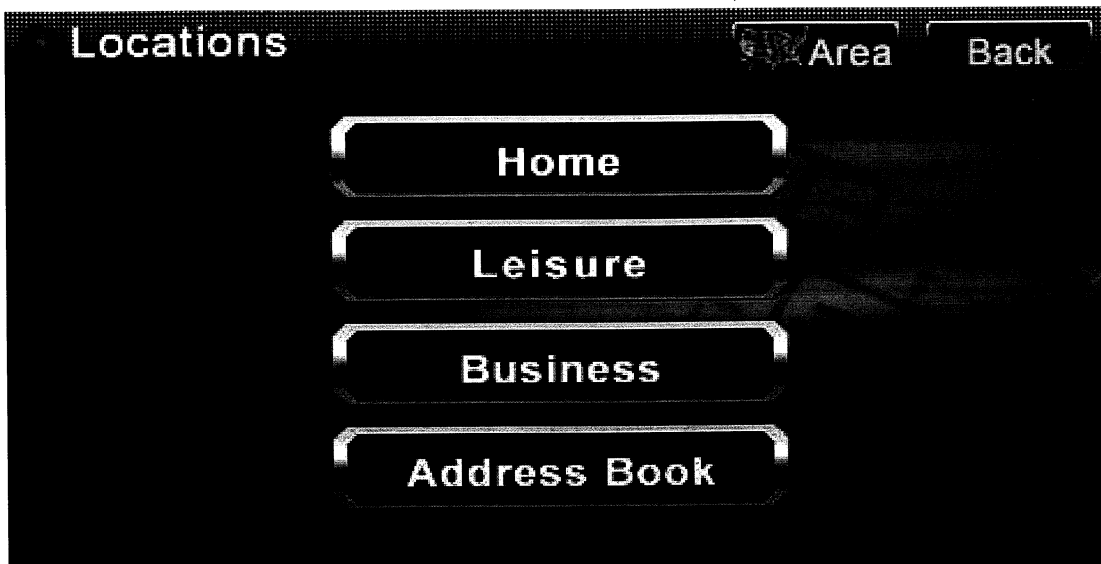 Locations
Area
Back
Home
Leisure
Business
Address Book